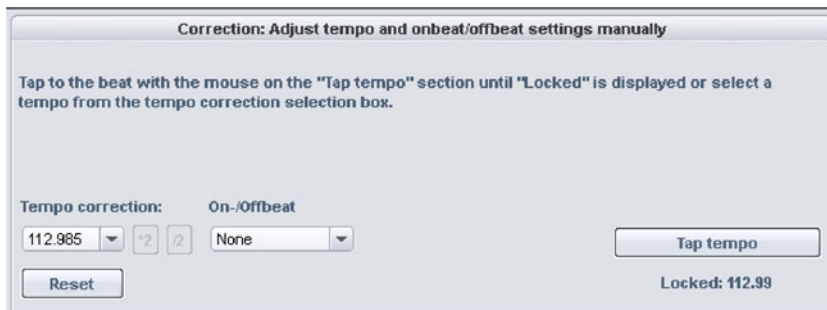 Correction: Adjust tempo and onbeat/offbeat settings manually
Tap to the beat with the mouse on the "Tap tempo" section until "Locked" is displayed or select a
tempo from the tempo correction selection box.
Tempo correction: On-/Offbeat
112.985 *2 /2 None Tap tempo
Reset Locked: 112.99